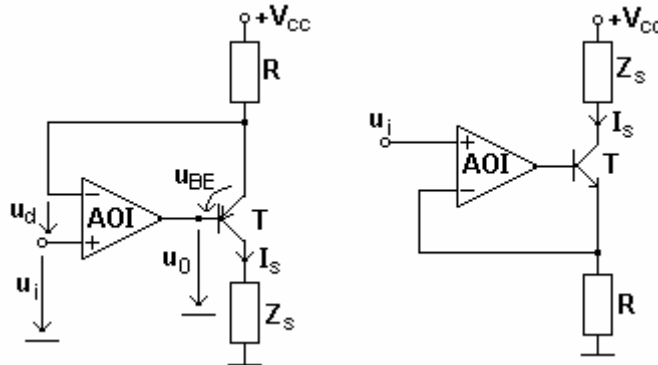 +VCC
R
−
AOI
+
ud
ui
uBE
u0
T
Is
Zs
+VCC
Zs
Is
ui
+
AOI
−
T
R